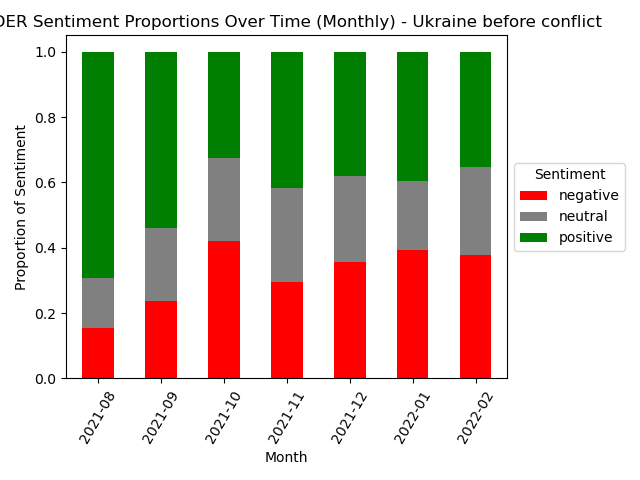 DER Sentiment Proportions Over Time (Monthly) - Ukraine before conflict
Proportion of Sentiment
1.0
0.8
0.6
0.4
0.2
0.0
2021-08
2021-09
2021-10
2021-11
2021-12
2022-01
2022-02
Month
Sentiment
negative
neutral
positive